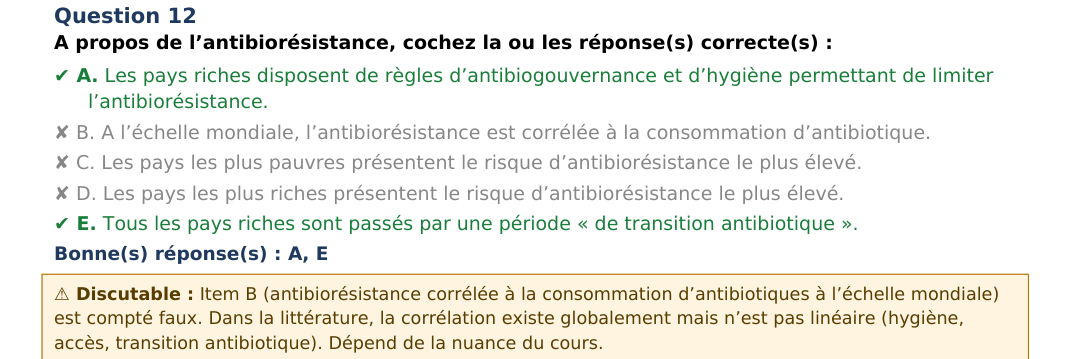 Question 12
A propos de l’antibiorésistance, cochez la ou les réponse(s) correcte(s) :
✔ A. Les pays riches disposent de règles d’antibiogouvernance et d’hygiène permettant de limiter
l’antibiorésistance.
✘ B. A l’échelle mondiale, l’antibiorésistance est corrélée à la consommation d’antibiotique.
✘ C. Les pays les plus pauvres présentent le risque d’antibiorésistance le plus élevé.
✘ D. Les pays les plus riches présentent le risque d’antibiorésistance le plus élevé.
✔ E. Tous les pays riches sont passés par une période « de transition antibiotique ».
Bonne(s) réponse(s) : A, E
⚠ Discutable : Item B (antibiorésistance corrélée à la consommation d’antibiotiques à l’échelle mondiale)
est compté faux. Dans la littérature, la corrélation existe globalement mais n’est pas linéaire (hygiène,
accès, transition antibiotique). Dépend de la nuance du cours.